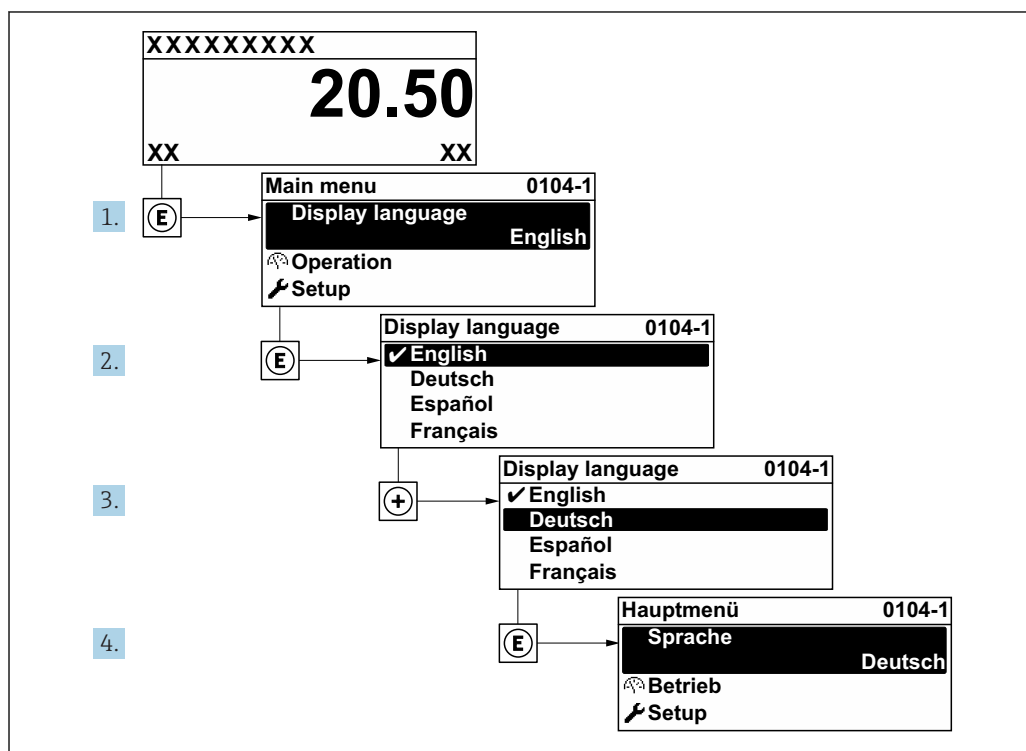 XXXXXXXXX
20.50
XX XX
1. E
Main menu 0104-1
Display language
English
Operation
Setup
2. E
Display language 0104-1
✔English
Deutsch
Español
Français
3. +
Display language 0104-1
✔English
Deutsch
Español
Français
4. E
Hauptmenü 0104-1
Sprache
Deutsch
Betrieb
Setup